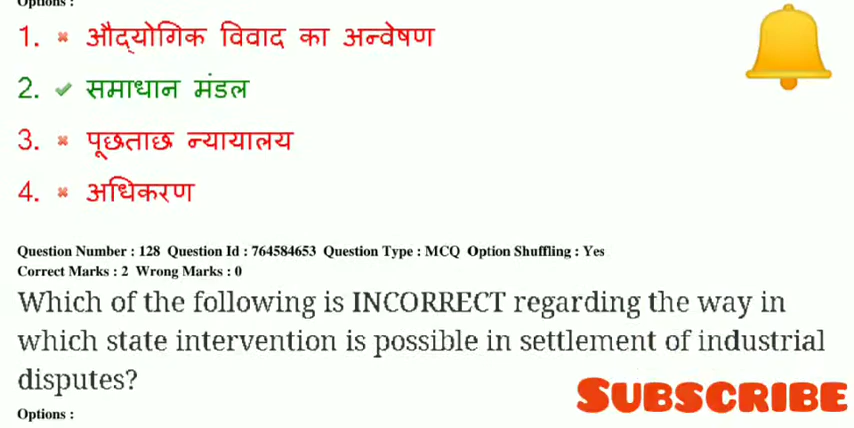 Options :
1. औद्योगिक विवाद का अन्वेषण
2. समाधान मंडल
3. पूछताछ न्यायालय
4. अधिकरण
Question Number : 128 Question Id : 764584653 Question Type : MCQ Option Shuffling : Yes
Correct Marks : 2 Wrong Marks : 0
Which of the following is INCORRECT regarding the way in
which state intervention is possible in settlement of industrial
disputes?
SUBSCRIBE
Options :